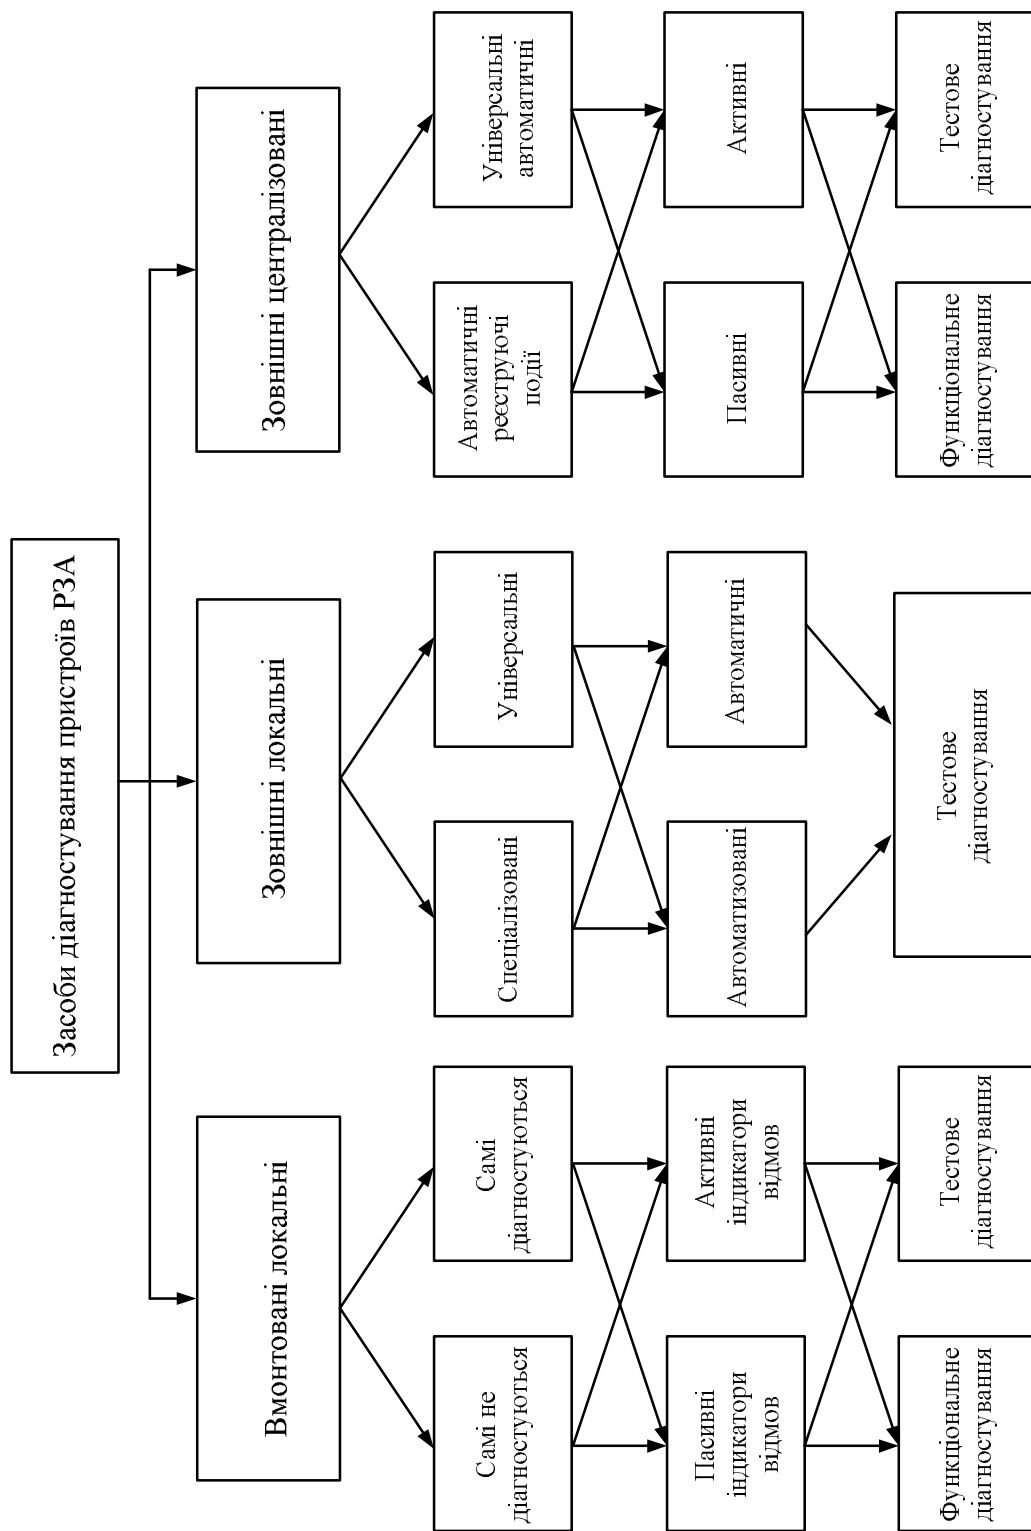 Засоби діагностування пристроїв РЗА
Вмонтовані локальні
Зовнішні локальні
Зовнішні централізовані
Самі не
діагностуються
Самі
діагностуються
Спеціалізовані
Універсальні
Автоматичні
реєструючі
події
Універсальні
автоматичні
Пасивні
індикатори
відмов
Активні
індикатори
відмов
Автоматизовані
Автоматичні
Пасивні
Активні
Функціональне
діагностування
Тестове
діагностування
Тестове
діагностування
Функціональне
діагностування
Тестове
діагностування